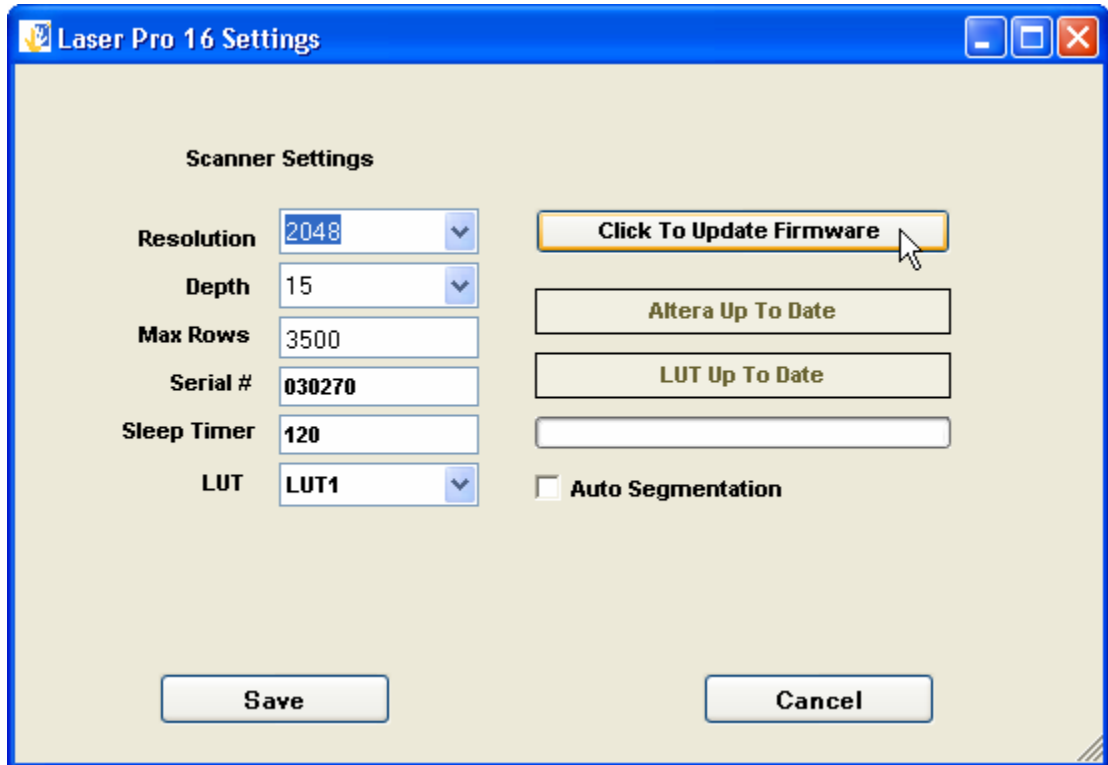 Laser Pro 16 Settings
Scanner Settings
Resolution 2048
Click To Update Firmware
Depth 15
Altera Up To Date
Max Rows 3500
Serial # 030270
LUT Up To Date
Sleep Timer 120
LUT LUT1
Auto Segmentation
Save
Cancel